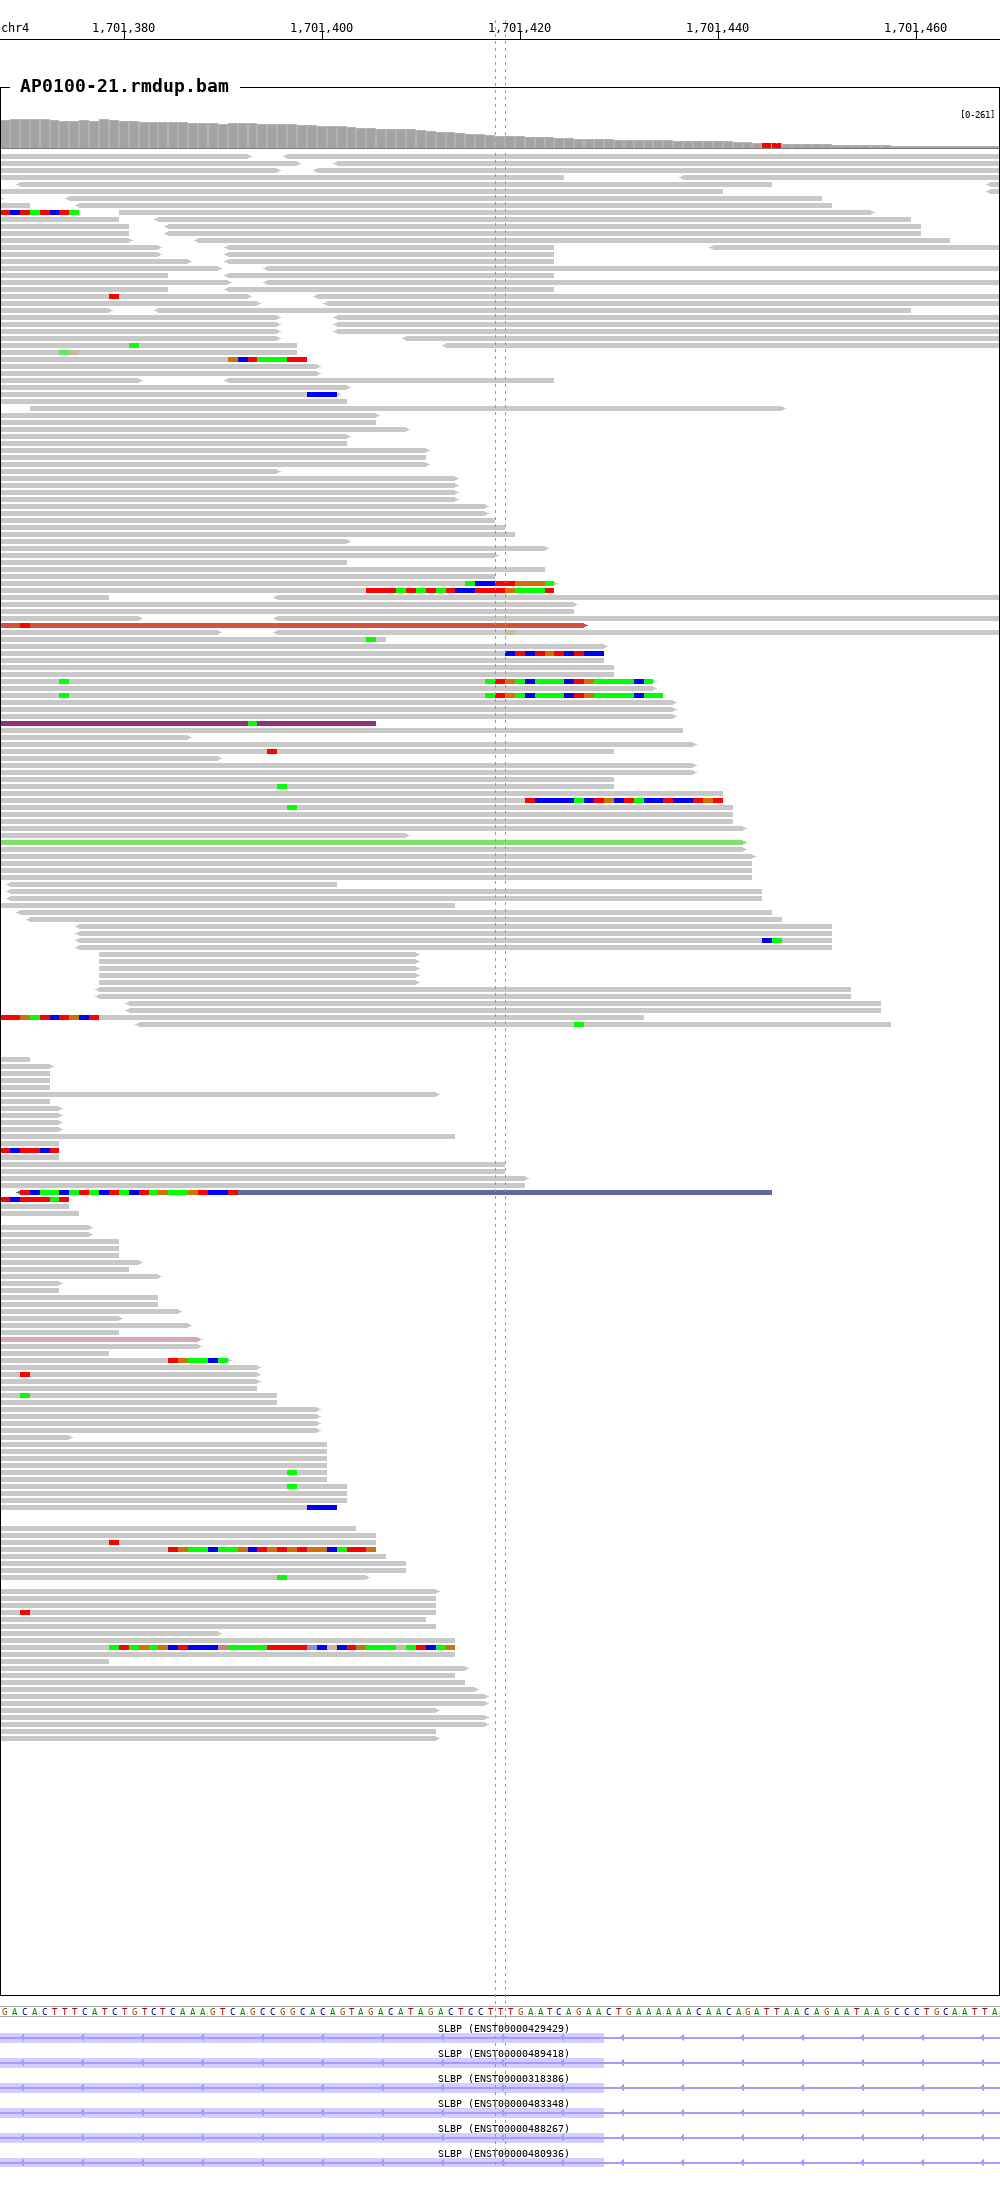 chr4 1,701,380 1,701,400 1,701,420 1,701,440 1,701,460
AP0100-21.rmdup.bam
[0-261]
GACACTTTCATCTGTCTCAAAGTCAGCCGGCACAGTAGACATAGACTCCTTTGAATCAGAACTGAAAAAACAACAGATTAACAGAATAAGCCCTGCAATTA
SLBP (ENST00000429429)
SLBP (ENST00000489418)
SLBP (ENST00000318386)
SLBP (ENST00000483348)
SLBP (ENST00000488267)
SLBP (ENST00000480936)